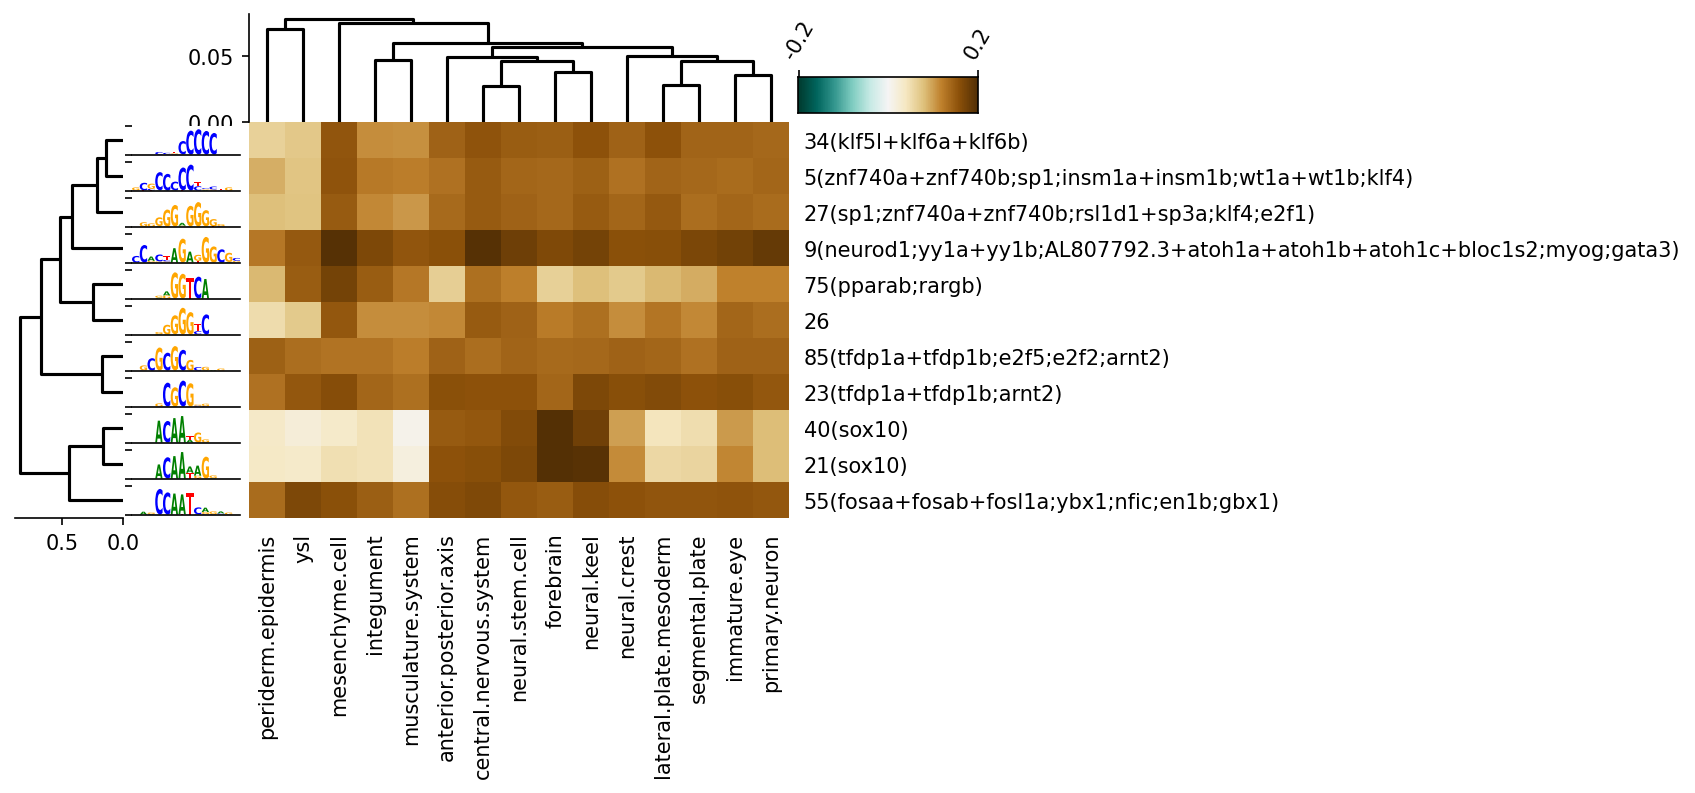 -0.2
0.2
0.05
0.00
34(klf5l+klf6a+klf6b)
5(znf740a+znf740b;sp1;insm1a+insm1b;wt1a+wt1b;klf4)
27(sp1;znf740a+znf740b;rsl1d1+sp3a;klf4;e2f1)
9(neurod1;yy1a+yy1b;AL807792.3+atoh1a+atoh1b+atoh1c+bloc1s2;myog;gata3)
75(pparab;rargb)
26
85(tfdp1a+tfdp1b;e2f5;e2f2;arnt2)
23(tfdp1a+tfdp1b;arnt2)
40(sox10)
21(sox10)
55(fosaa+fosab+fosl1a;ybx1;nfic;en1b;gbx1)
0.5
0.0
periderm.epidermis
ysl
mesenchyme.cell
integument
musculature.system
anterior.posterior.axis
central.nervous.system
neural.stem.cell
forebrain
neural.keel
neural.crest
lateral.plate.mesoderm
segmental.plate
immature.eye
primary.neuron